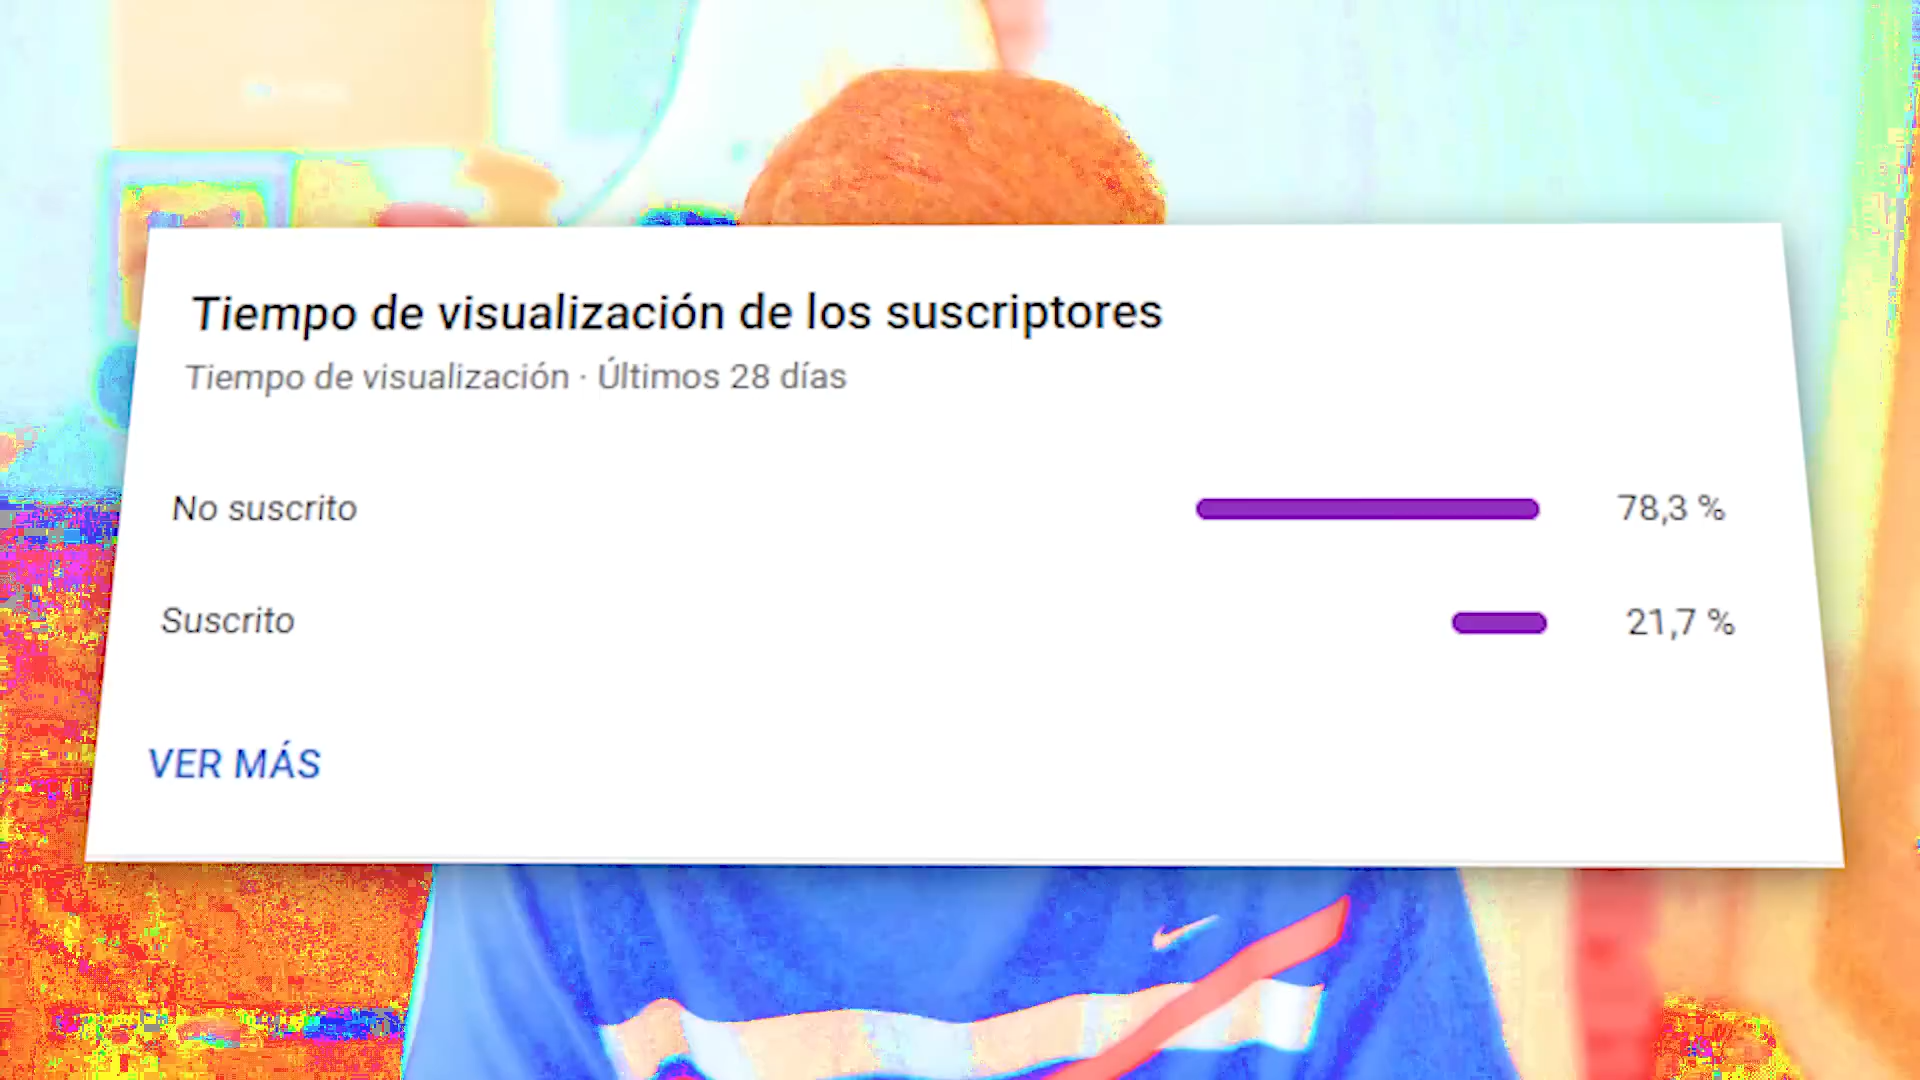 Tiempo de visualización de los suscriptores
Tiempo de visualización · Últimos 28 días
No suscrito 78,3 %
Suscrito 21,7 %
VER MÁS